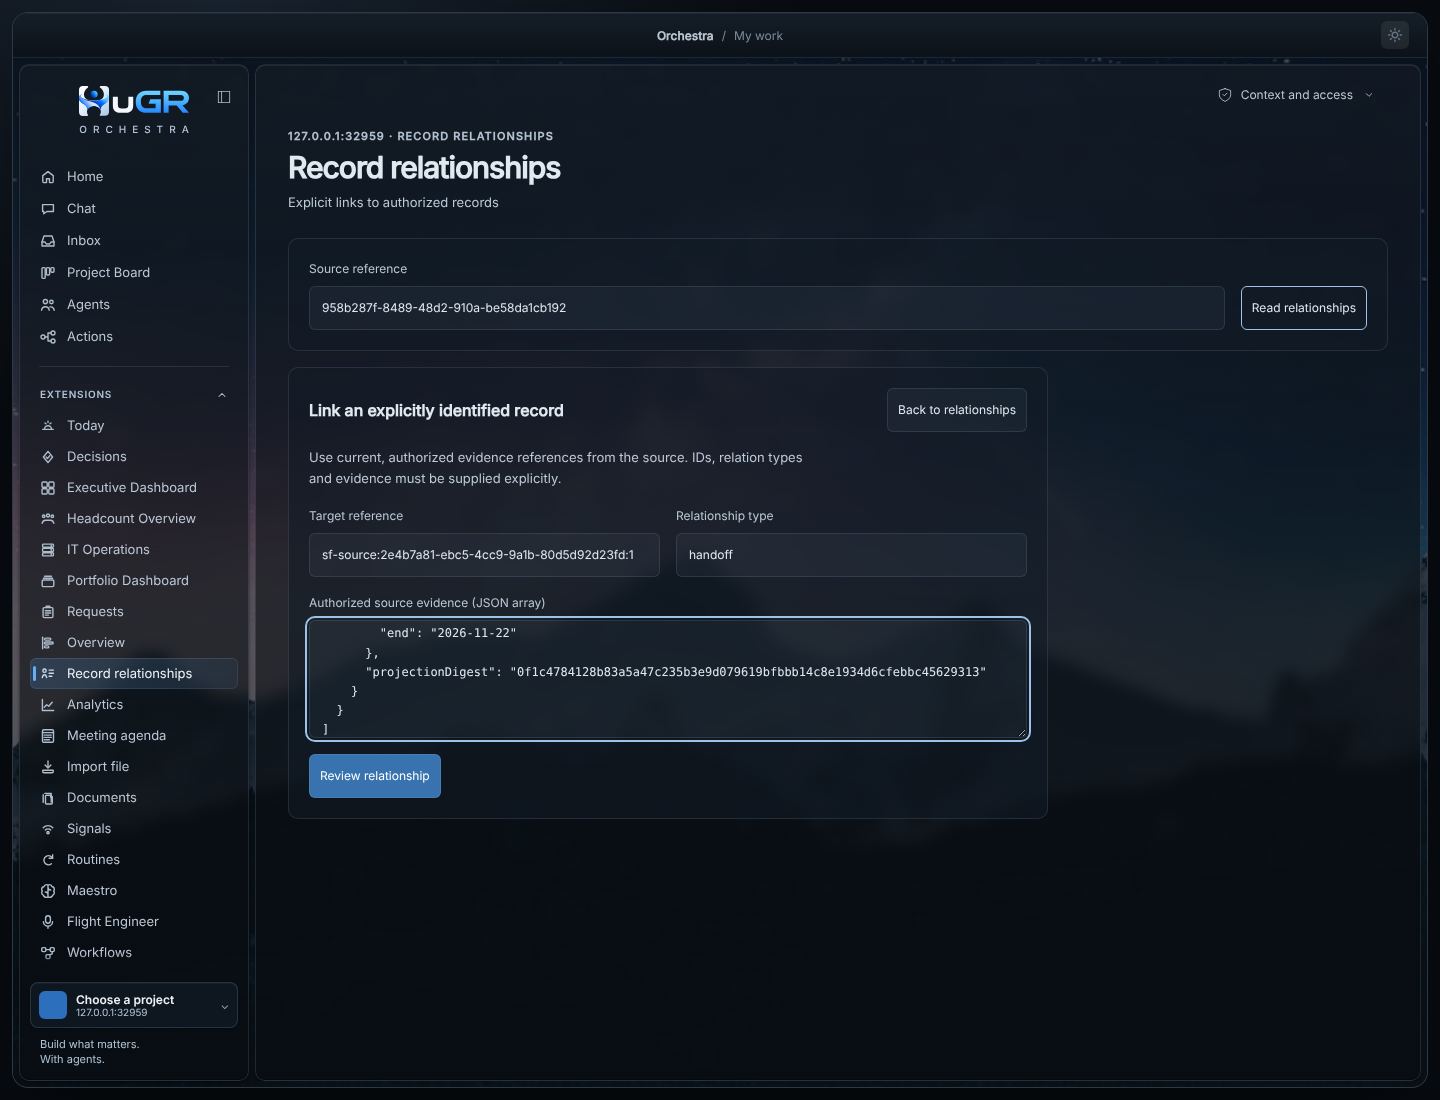 Orchestra / My work
HuGR
ORCHESTRA
Home
Chat
Inbox
Project Board
Agents
Actions
EXTENSIONS
Today
Decisions
Executive Dashboard
Headcount Overview
IT Operations
Portfolio Dashboard
Requests
Overview
Record relationships
Analytics
Meeting agenda
Import file
Documents
Signals
Routines
Maestro
Flight Engineer
Workflows
Choose a project
127.0.0.1:32959
Build what matters.
With agents.
Context and access
127.0.0.1:32959 · RECORD RELATIONSHIPS
Record relationships
Explicit links to authorized records
Source reference
958b287f-8489-48d2-910a-be58da1cb192
Read relationships
Link an explicitly identified record
Back to relationships
Use current, authorized evidence references from the source. IDs, relation types
and evidence must be supplied explicitly.
Target reference
Relationship type
sf-source:2e4b7a81-ebc5-4cc9-9a1b-80d5d92d23fd:1
handoff
Authorized source evidence (JSON array)
"end": "2026-11-22"
},
"projectionDigest": "0f1c4784128b83a5a47c235b3e9d079619bfbbb14c8e1934d6cfebbc45629313"
}
}
]
Review relationship